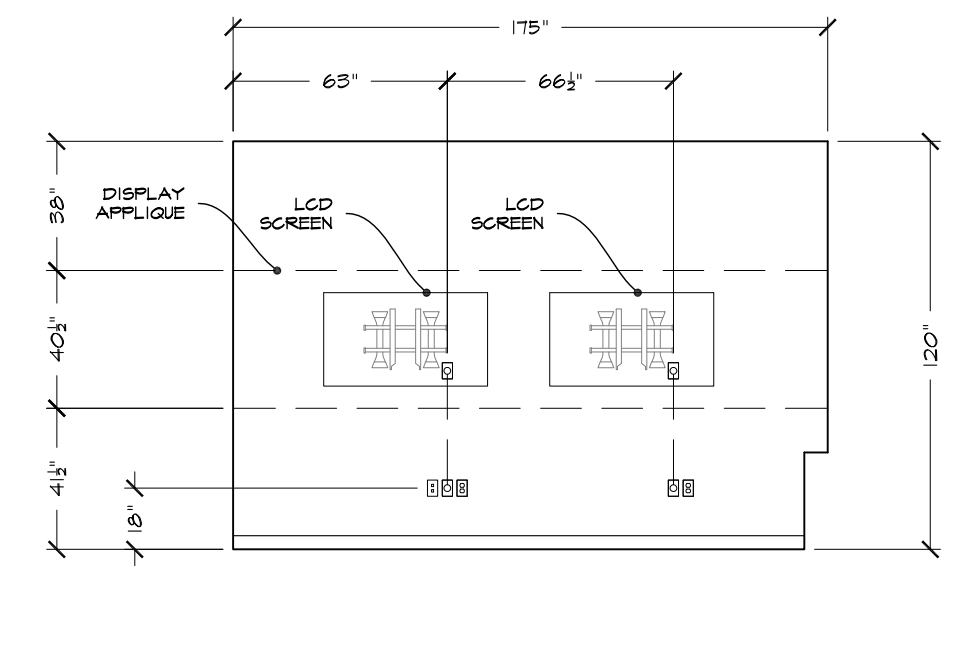 175"
63"
66½"
38"
DISPLAY
APPLIQUE
LCD
SCREEN
LCD
SCREEN
40½"
120"
41½"
18"